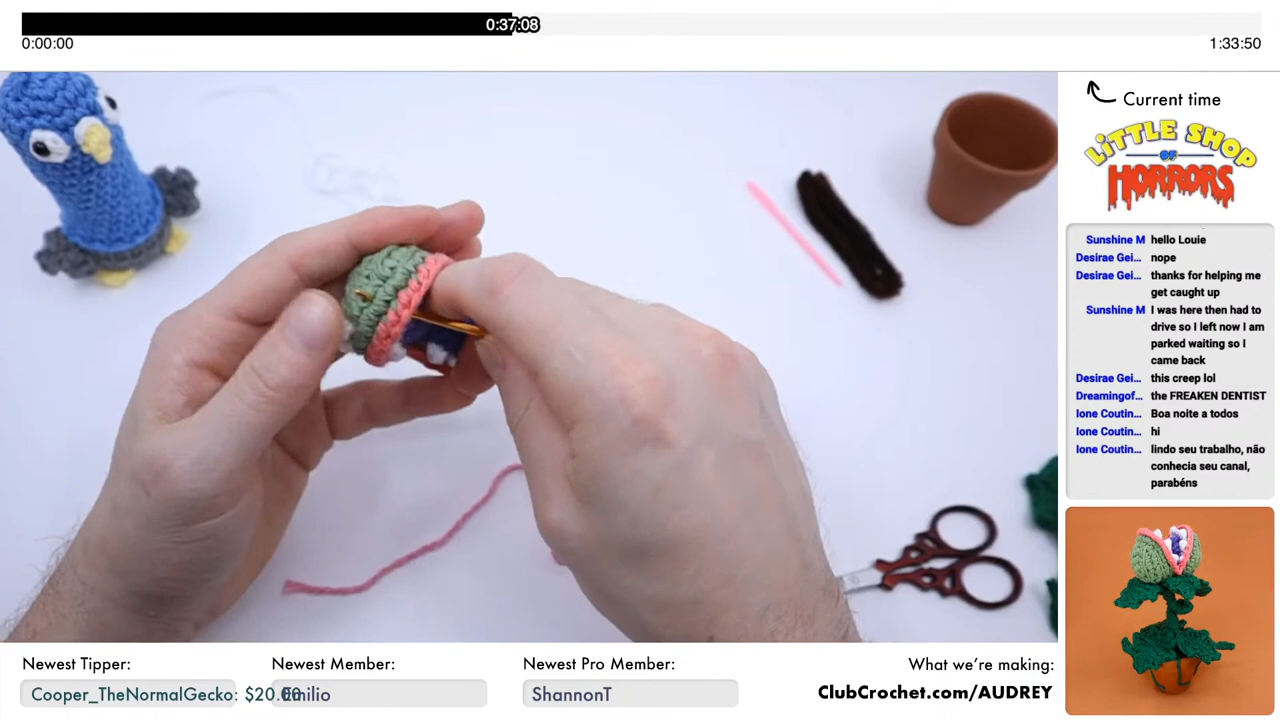 0:37:08
0:00:00
1:33:50
Current time
LiTTLE SHOP
OF
HORRORS
Sunshine M hello Louie
Desirae Gei... nope
Desirae Gei... thanks for helping me
get caught up
Sunshine M I was here then had to
drive so I left now I am
parked waiting so I
came back
Desirae Gei... this creep lol
Dreamingof... the FREAKEN DENTIST
Ione Coutin... Boa noite a todos
Ione Coutin... hi
Ione Coutin... lindo seu trabalho, não
conhecia seu canal,
parabéns
Newest Tipper:
Cooper_TheNormalGecko: $20.00
Newest Member:
Emilio
Newest Pro Member:
ShannonT
What we're making:
ClubCrochet.com/AUDREY